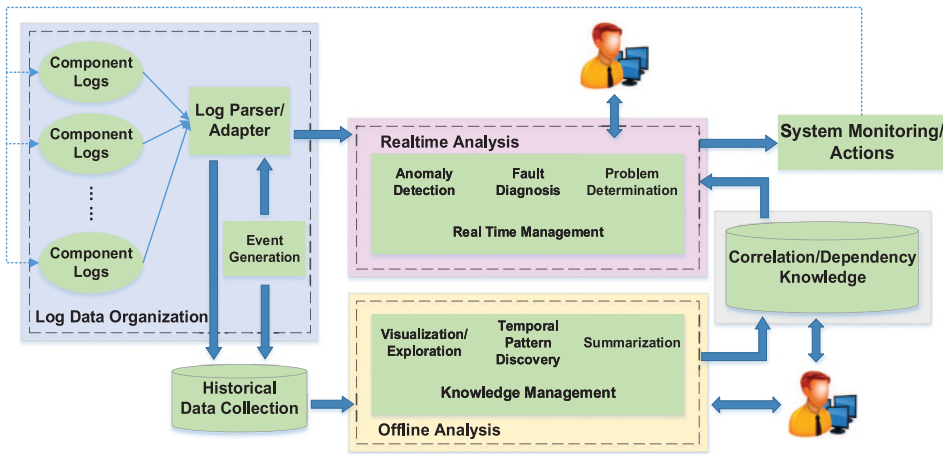 Component
Logs
Component
Logs
Component
Logs
Log Parser/
Adapter
Event
Generation
Log Data Organization
Historical
Data Collection
Realtime Analysis
Anomaly
Detection
Fault
Diagnosis
Problem
Determination
Real Time Management
Visualization/
Exploration
Temporal
Pattern
Discovery
Summarization
Knowledge Management
Offline Analysis
System Monitoring/
Actions
Correlation/Dependency
Knowledge